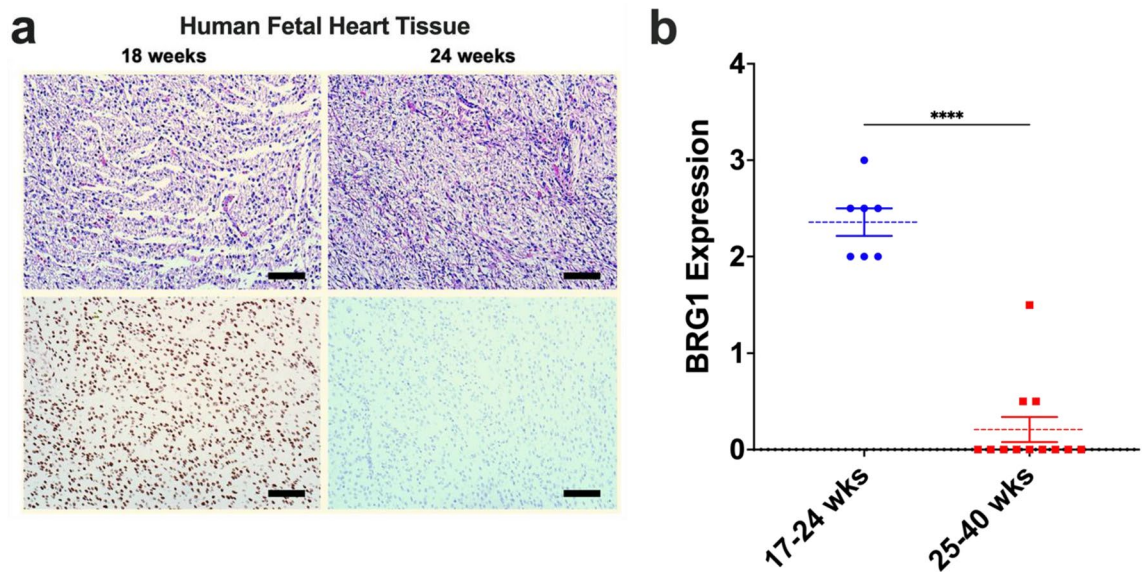 a
Human Fetal Heart Tissue
18 weeks
24 weeks
b
BRG1 Expression
4
3
2
1
0
****
17-24 wks
25-40 wks